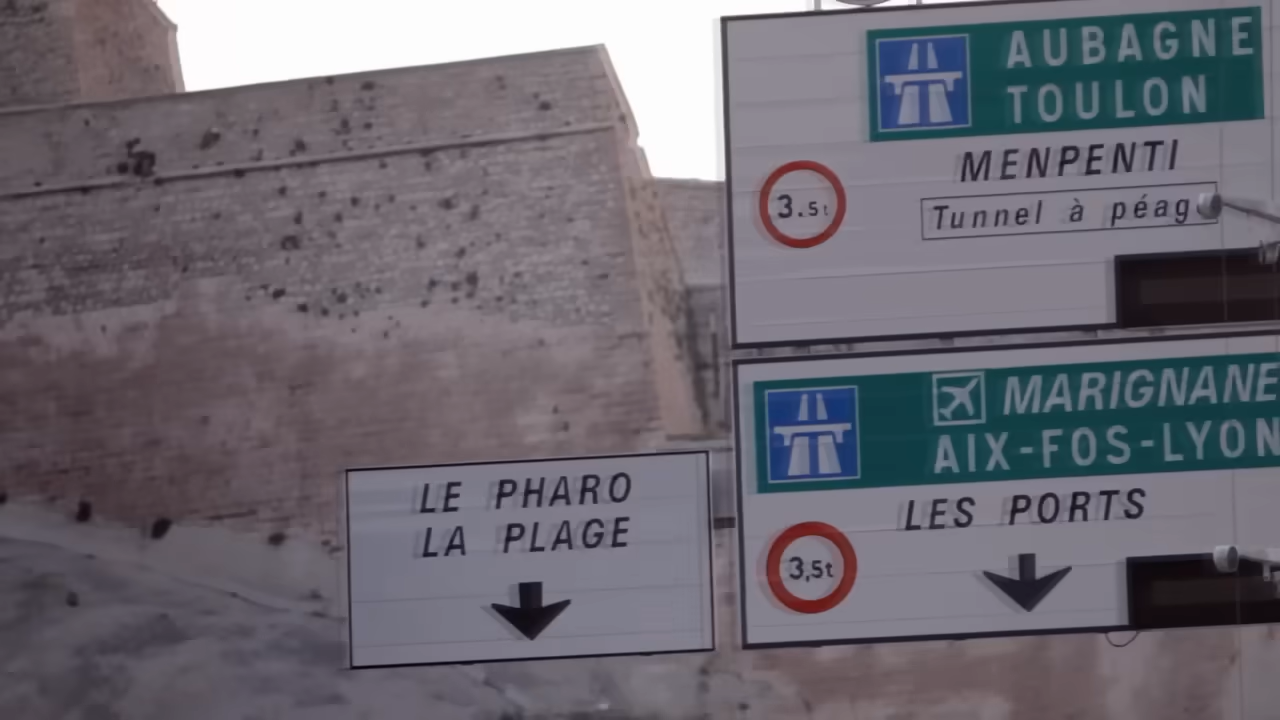 AUBAGNE
TOULON
MENPENTI
3.5t
Tunnel à péag
MARIGNANE
AIX-FOS-LYON
LES PORTS
3,5t
LE PHARO
LA PLAGE